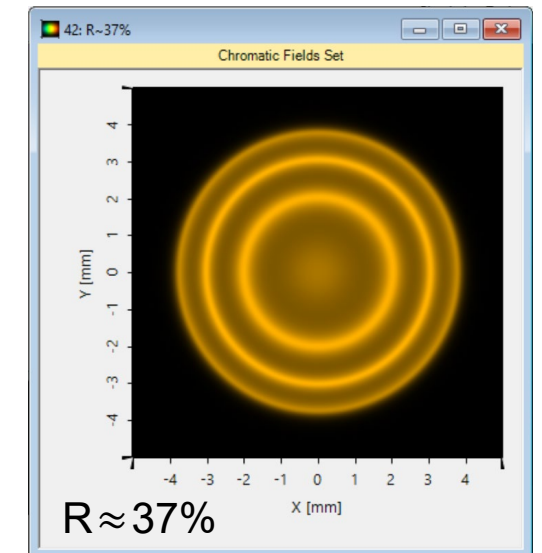 42: R~37%
Chromatic Fields Set
4
3
2
1
0
-1
-2
-3
-4
Y [mm]
-4 -3 -2 -1 0 1 2 3 4
X [mm]
R≈37%